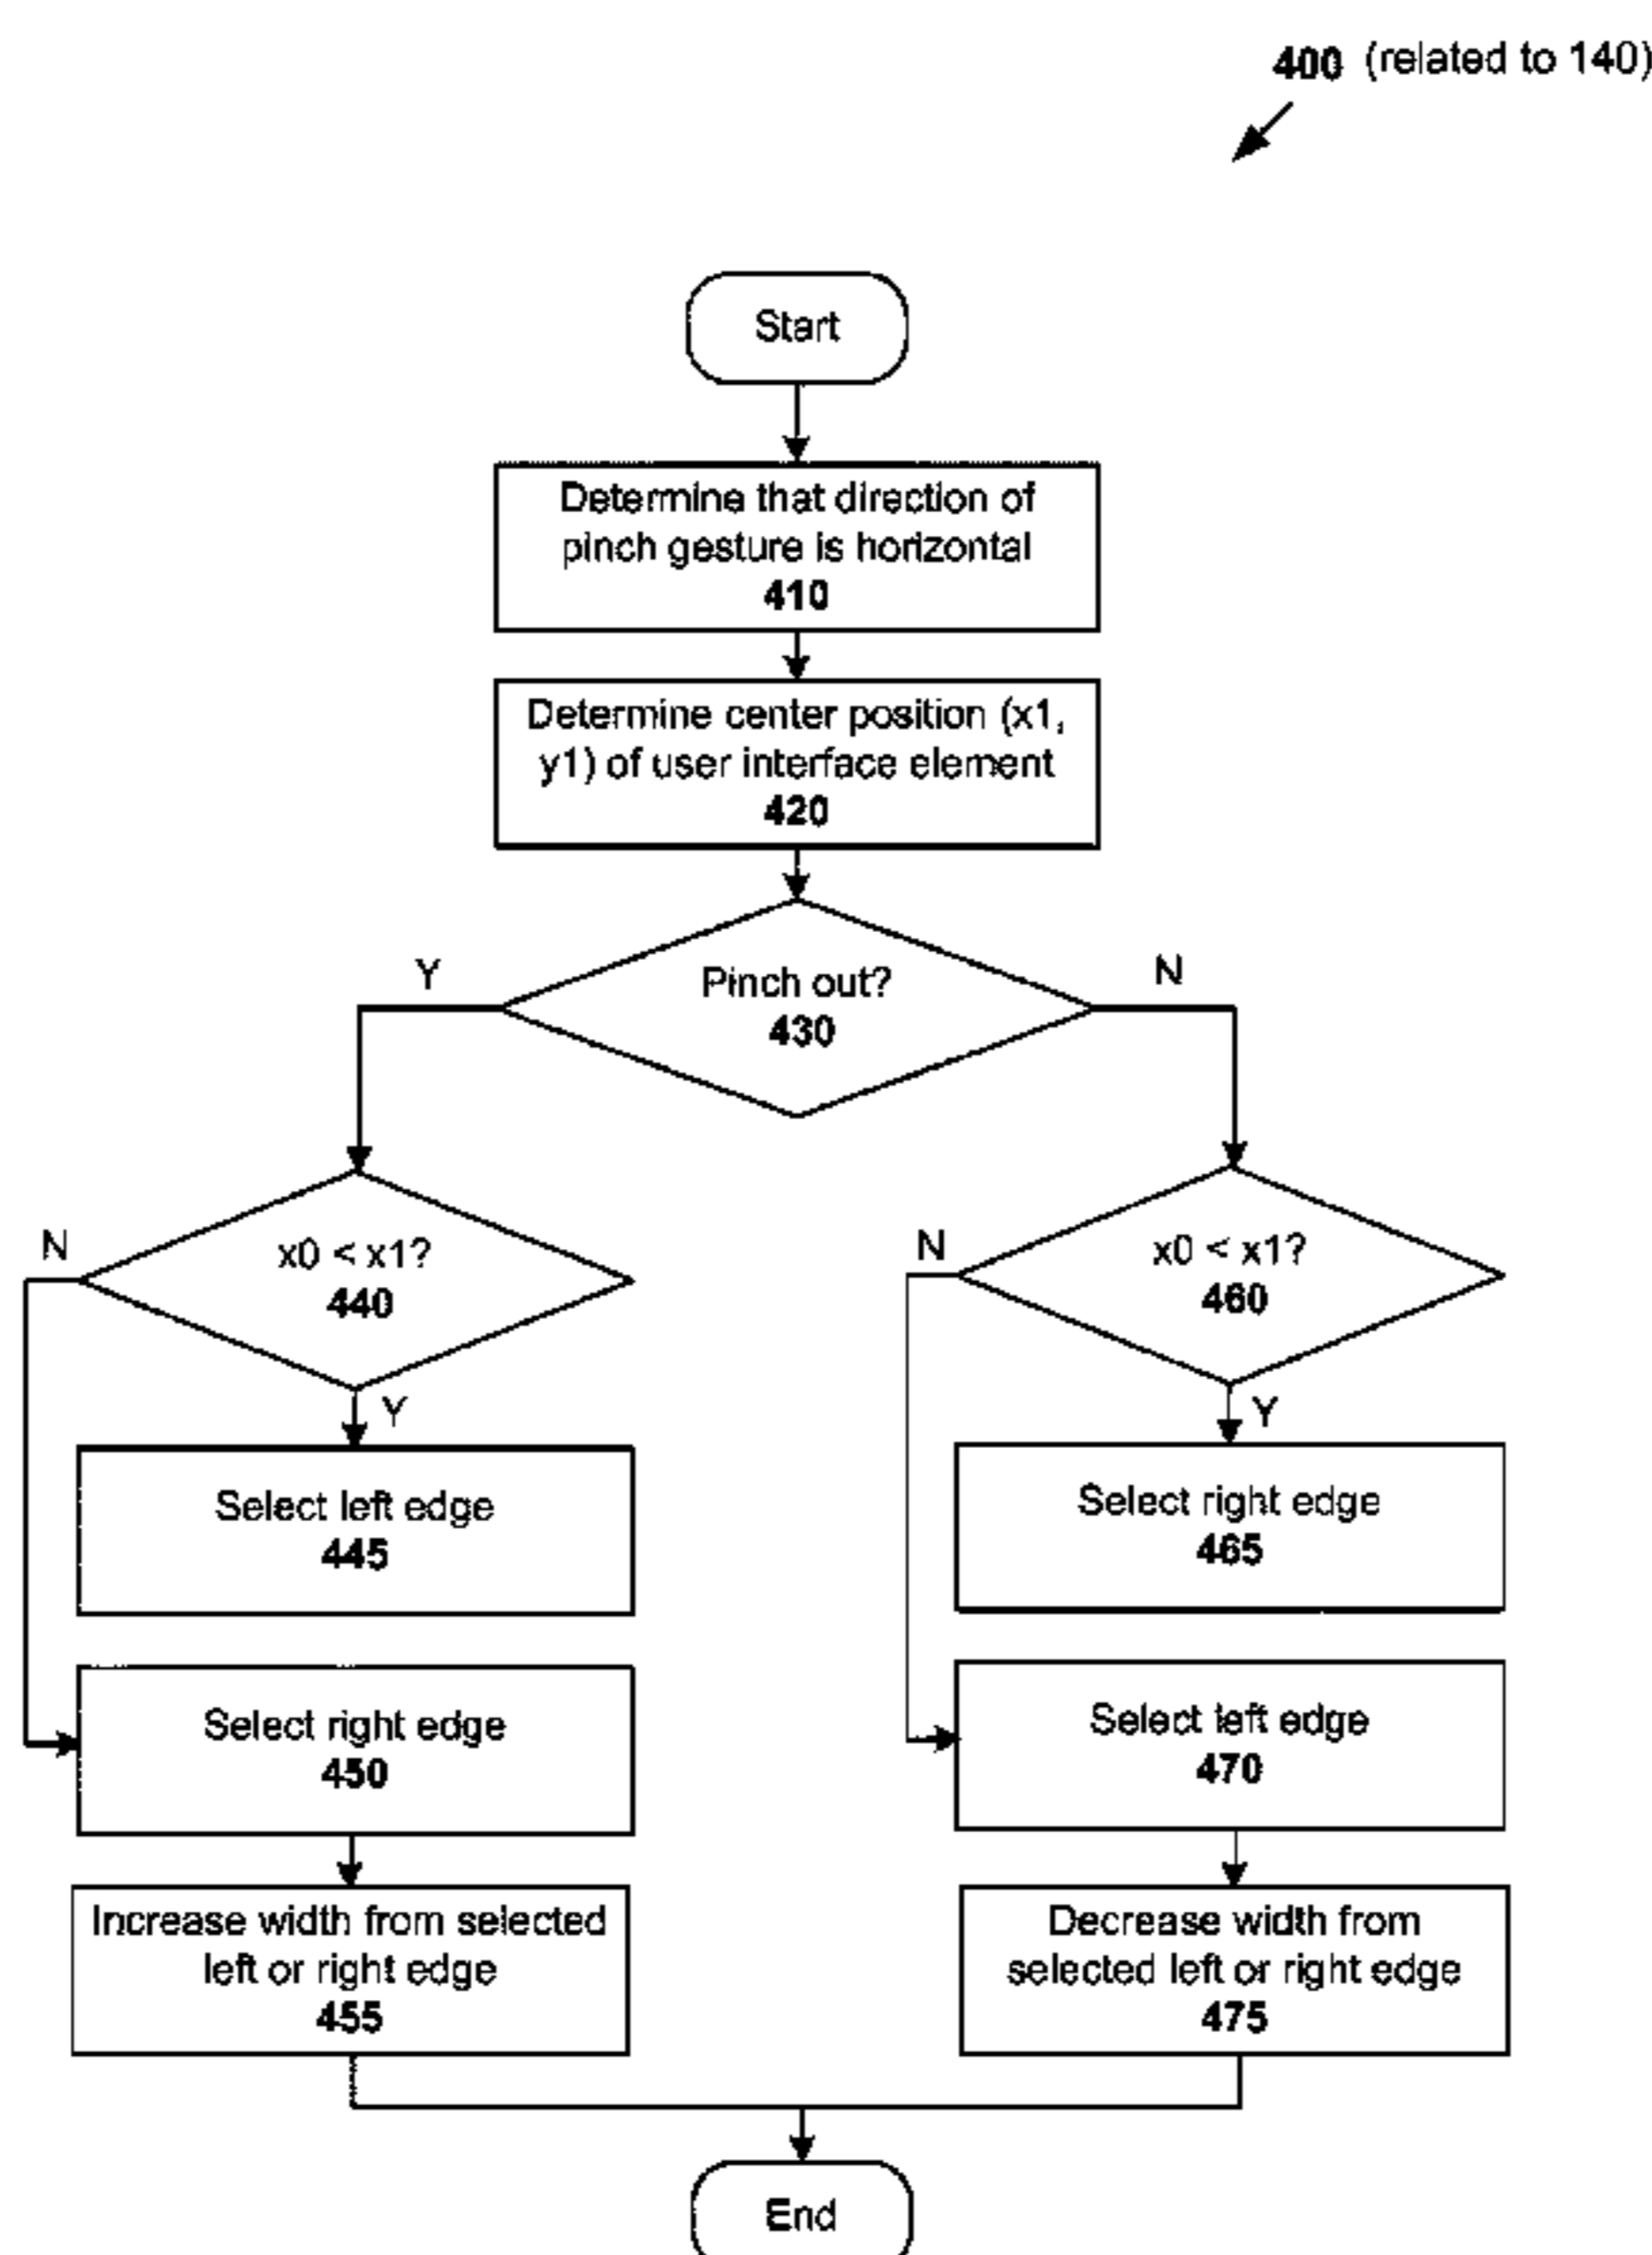 400 (related to 140)
Start
Determine that direction of
pinch gesture is horizontal
410
Determine center position (x1,
y1) of user interface element
420
Y
Pinch out?
430
N
N
x0 < x1?
440
Y
N
x0 < x1?
460
Y
Select left edge
445
Select right edge
465
Select right edge
450
Select left edge
470
Increase width from selected
left or right edge
455
Decrease width from
selected left or right edge
475
End